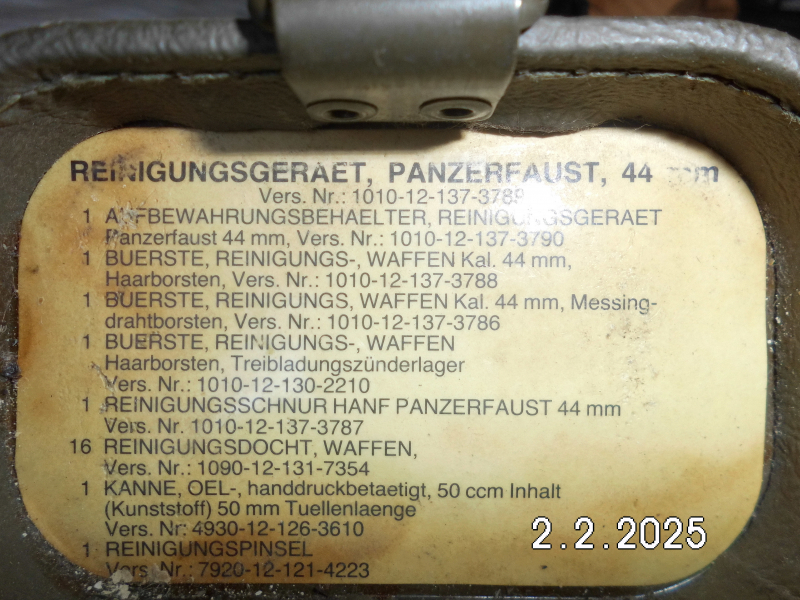 REINIGUNGSGERAET, PANZERFAUST, 44 mm
Vers. Nr.: 1010-12-137-3789
1 AUFBEWAHRUNGSBEHAELTER, REINIGUNGSGERAET
Panzerfaust 44 mm, Vers. Nr.: 1010-12-137-3790
1 BUERSTE, REINIGUNGS-, WAFFEN Kal. 44 mm,
Haarborsten, Vers. Nr.: 1010-12-137-3788
1 BUERSTE, REINIGUNGS, WAFFEN Kal. 44 mm, Messing-
drahtborsten, Vers. Nr.: 1010-12-137-3786
1 BUERSTE, REINIGUNGS-, WAFFEN
Haarborsten, Treibladungszünderlager
Vers. Nr.: 1010-12-130-2210
1 REINIGUNGSSCHNUR HANF PANZERFAUST 44 mm
Vers. Nr. 1010-12-137-3787
16 REINIGUNGSDOCHT, WAFFEN,
Vers. Nr.: 1090-12-131-7354
1 KANNE, OEL-, handdruckbetaetigt, 50 ccm Inhalt
(Kunststoff) 50 mm Tuellenlaenge
Vers. Nr: 4930-12-126-3610
1 REINIGUNGSPINSEL
Vers. Nr.: 7920-12-121-4223
2.2.2025